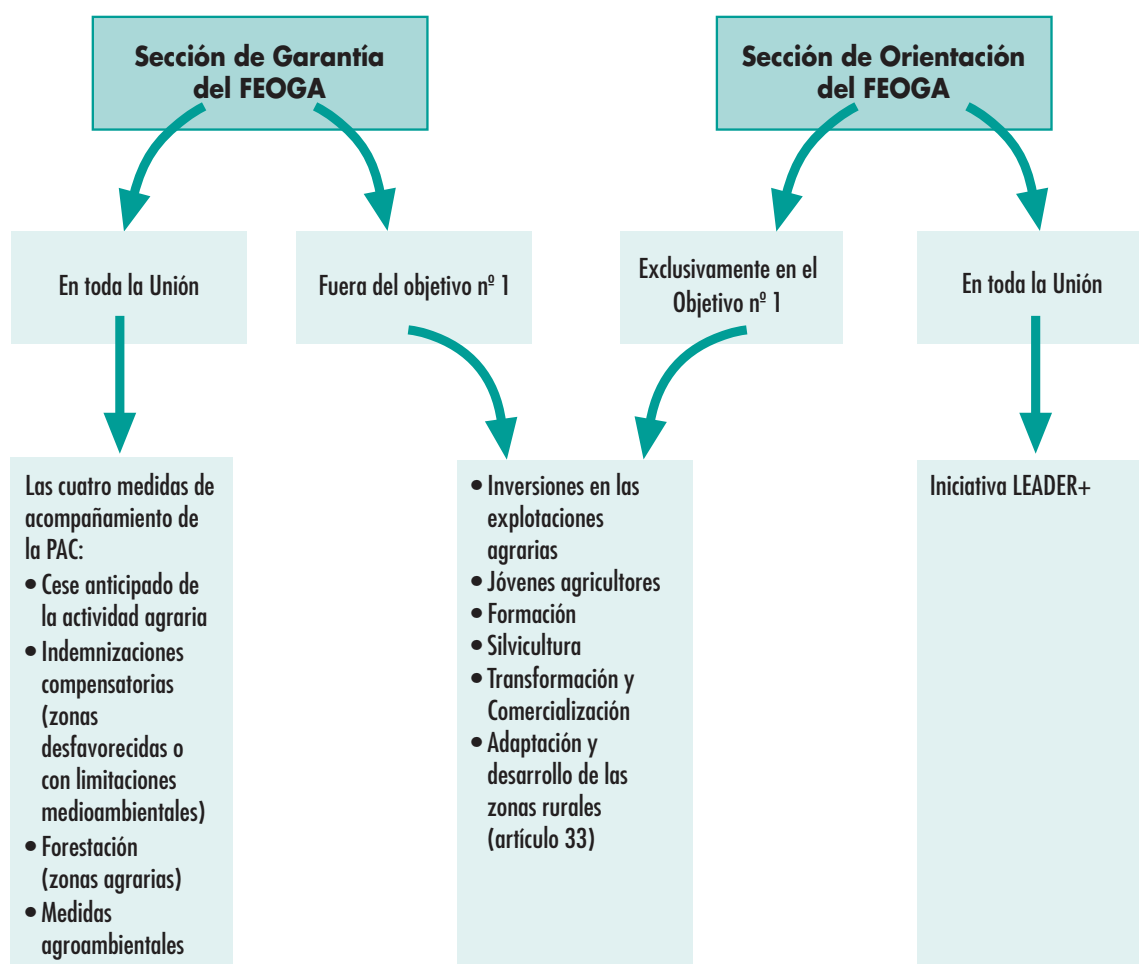 Sección de Garantía
del FEOGA
Sección de Orientación
del FEOGA
En toda la Unión
Fuera del objetivo nº 1
Exclusivamente en el
Objetivo nº 1
En toda la Unión
Las cuatro medidas de
acompañamiento de
la PAC:
• Cese anticipado de
la actividad agraria
• Indemnizaciones
compensatorias
(zonas
desfavorecidas o
con limitaciones
medioambientales)
• Forestación
(zonas agrarias)
• Medidas
agroambientales
• Inversiones en las
explotaciones
agrarias
• Jóvenes agricultores
• Formación
• Silvicultura
• Transformación y
Comercialización
• Adaptación y
desarrollo de las
zonas rurales
(artículo 33)
Iniciativa LEADER+